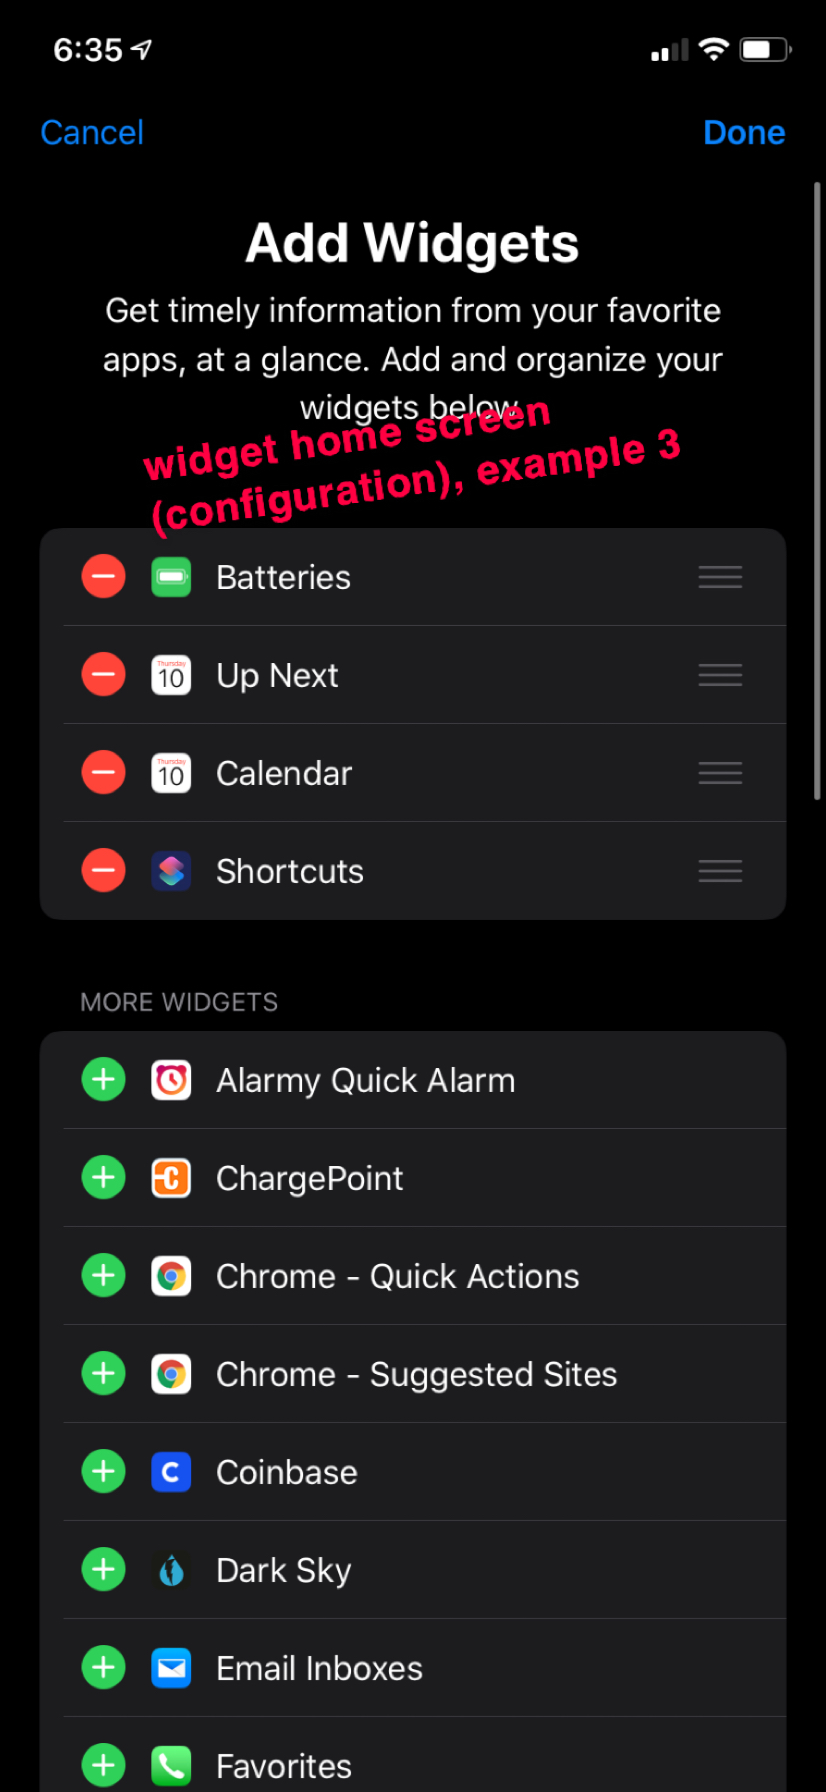 6:35
Cancel
Done
Add Widgets
Get timely information from your favorite
apps, at a glance. Add and organize your
widgets below.
widget home screen
(configuration), example 3
Batteries
Thursday
10
Up Next
Thursday
10
Calendar
Shortcuts
MORE WIDGETS
Alarmy Quick Alarm
C
ChargePoint
Chrome - Quick Actions
Chrome - Suggested Sites
C
Coinbase
Dark Sky
Email Inboxes
Favorites